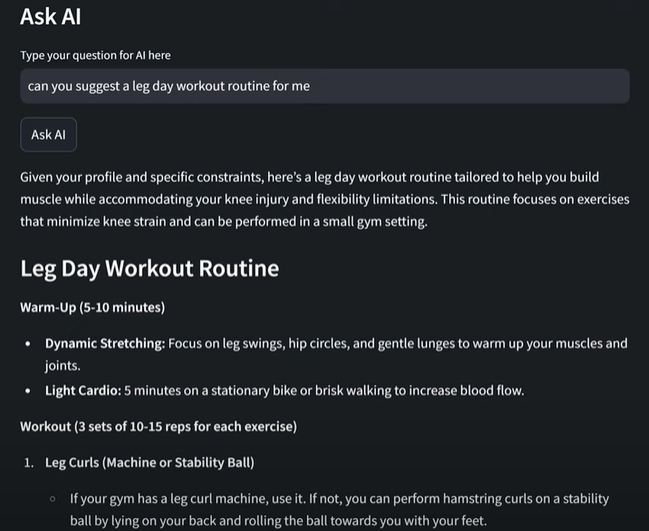 Ask AI
Type your question for AI here
can you suggest a leg day workout routine for me
Ask AI
Given your profile and specific constraints, here's a leg day workout routine tailored to help you build
muscle while accommodating your knee injury and flexibility limitations. This routine focuses on exercises
that minimize knee strain and can be performed in a small gym setting.
Leg Day Workout Routine
Warm-Up (5-10 minutes)
• Dynamic Stretching: Focus on leg swings, hip circles, and gentle lunges to warm up your muscles and
joints.
• Light Cardio: 5 minutes on a stationary bike or brisk walking to increase blood flow.
Workout (3 sets of 10-15 reps for each exercise)
1. Leg Curls (Machine or Stability Ball)
○ If your gym has a leg curl machine, use it. If not, you can perform hamstring curls on a stability
ball by lying on your back and rolling the ball towards you with your feet.